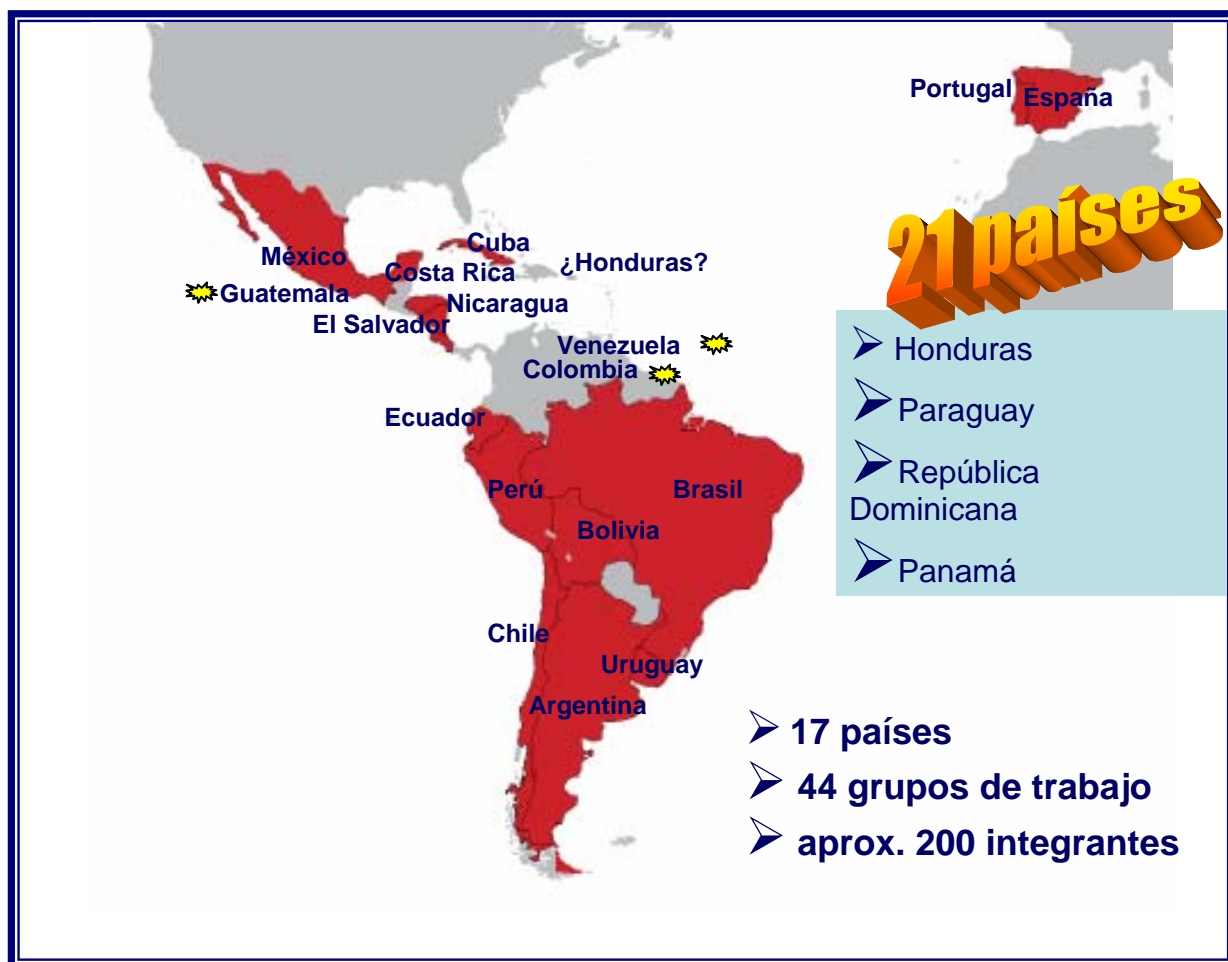 Portugal España
21 países
México
Cuba
Costa Rica
¿Honduras?
Guatemala
Nicaragua
El Salvador
Venezuela
Colombia
Ecuador
Perú
Brasil
Bolivia
Chile
Uruguay
Argentina
➢ Honduras
➢ Paraguay
➢ República
Dominicana
➢ Panamá
➢ 17 países
➢ 44 grupos de trabajo
➢ aprox. 200 integrantes